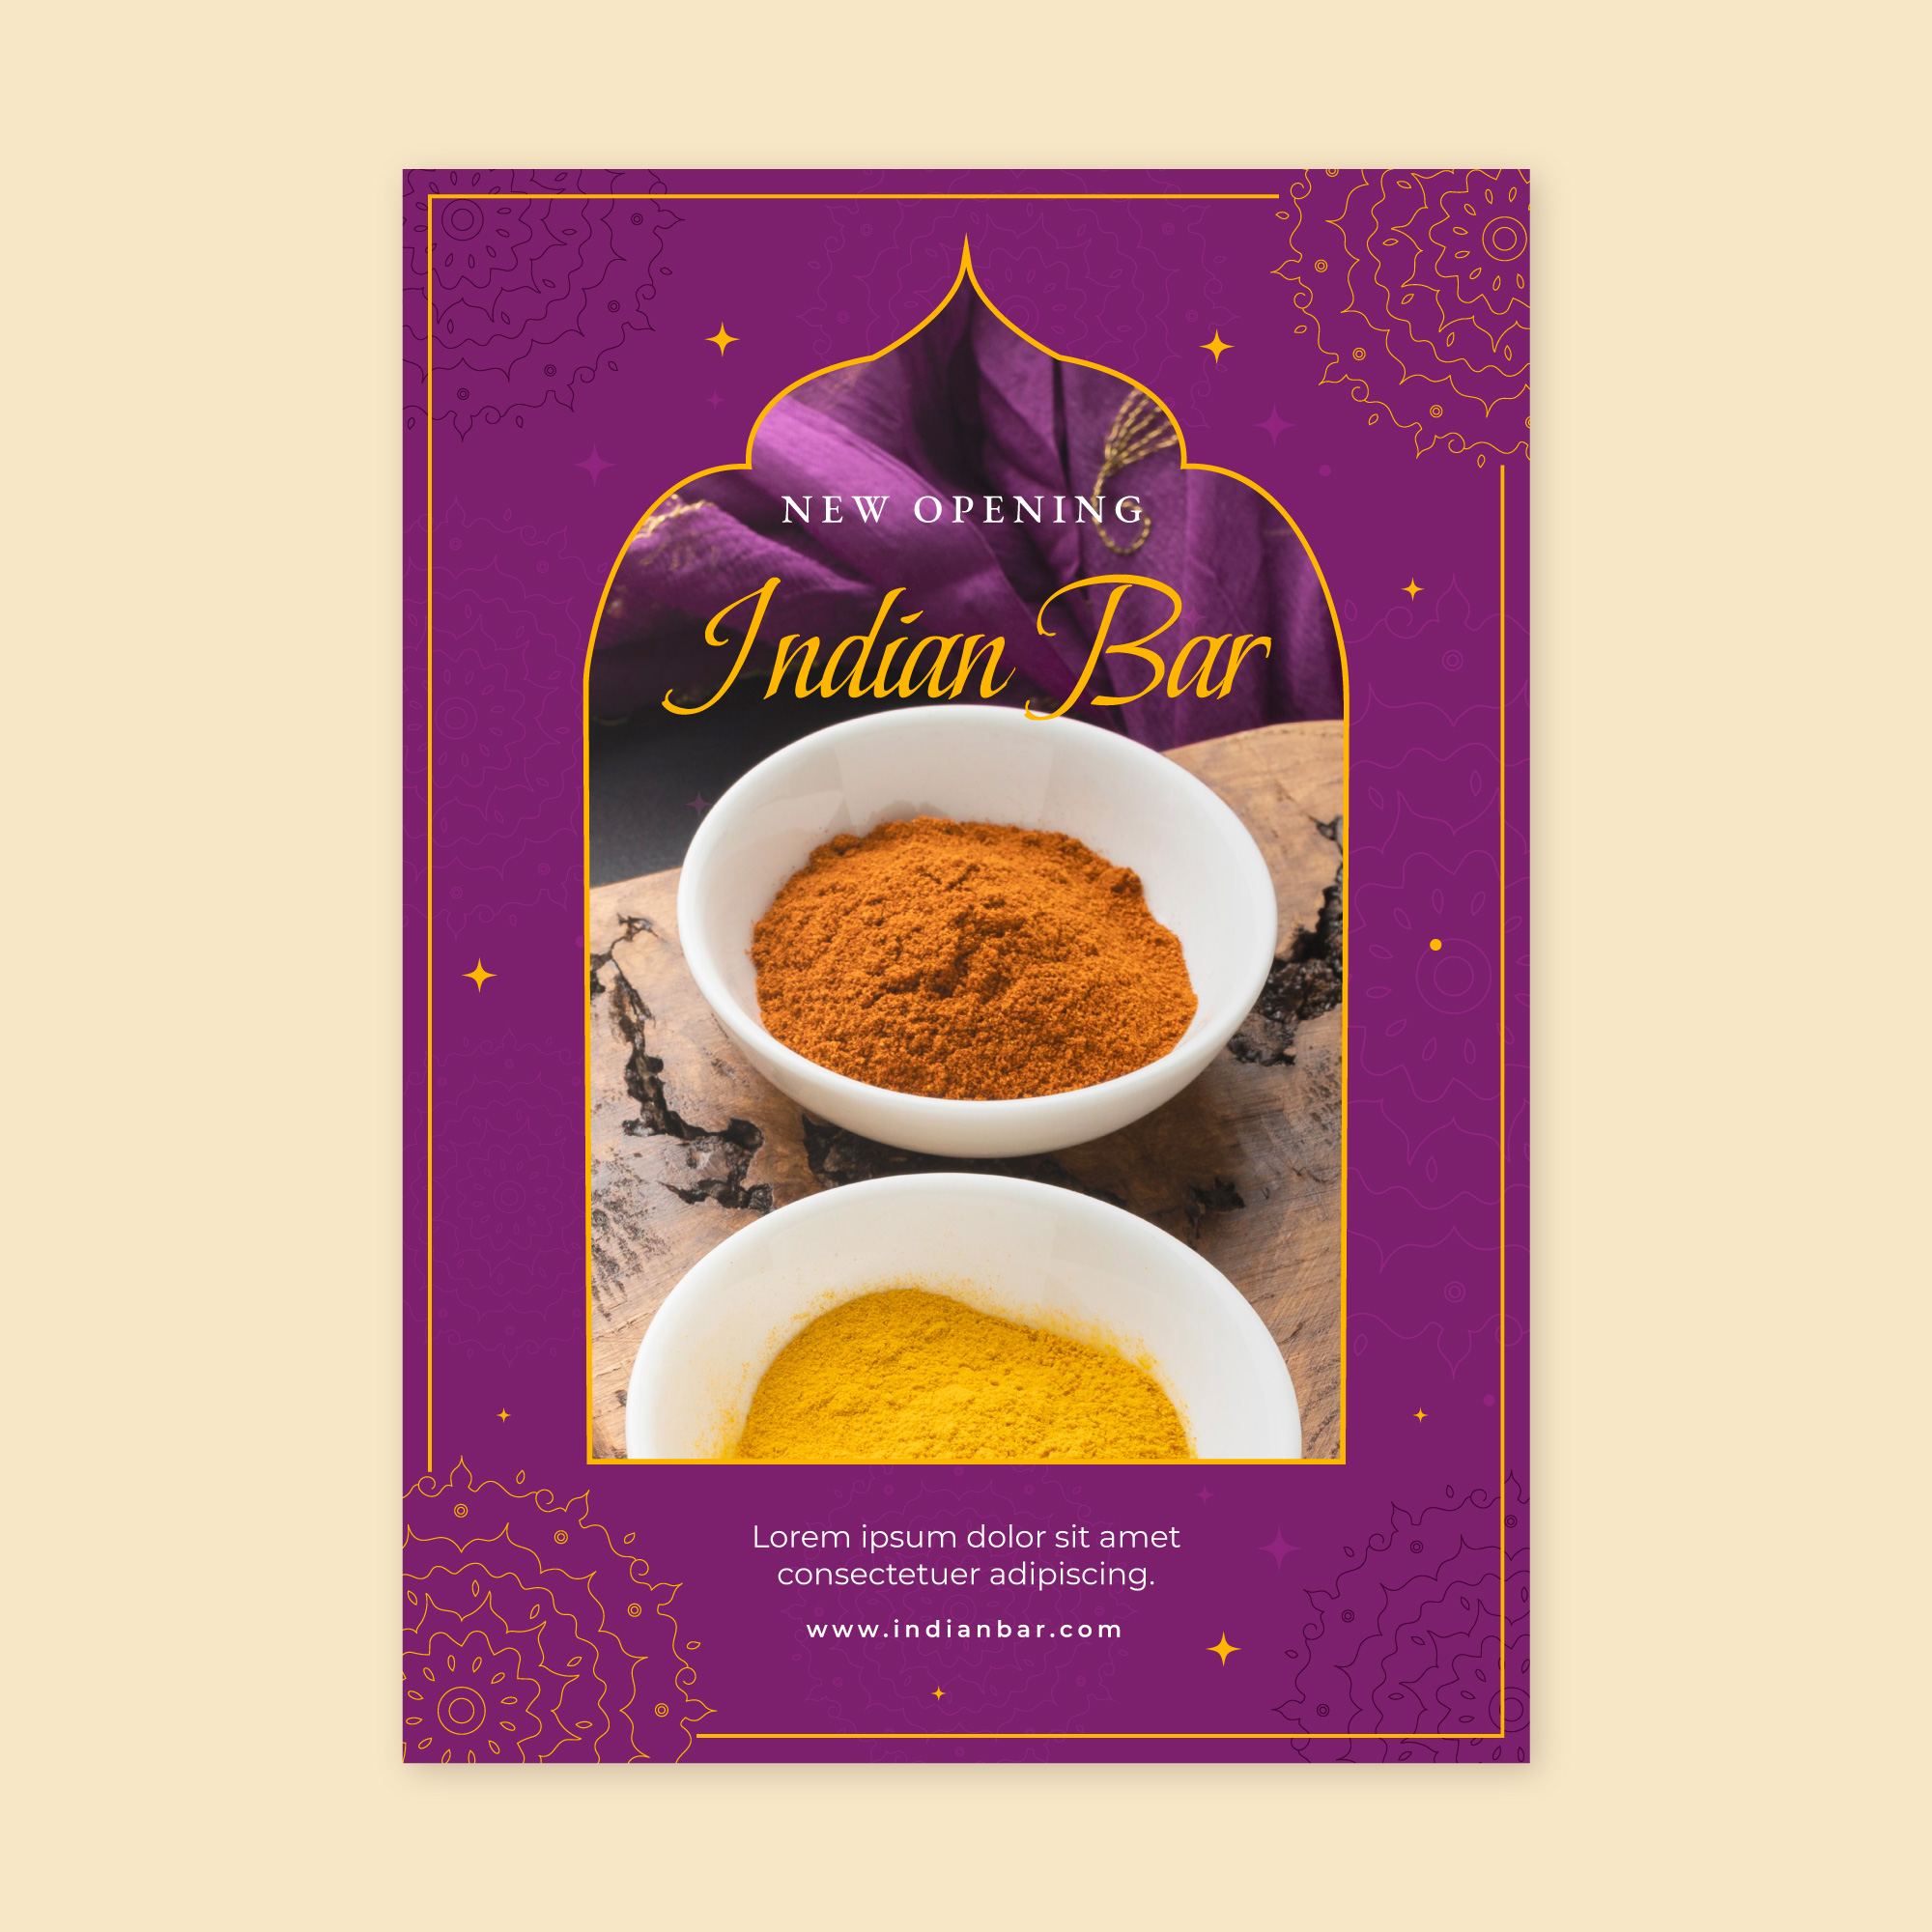 NEW OPENING
Indian Bar
Lorem ipsum dolor sit amet
consectetuer adipiscing.
www.indianbar.com